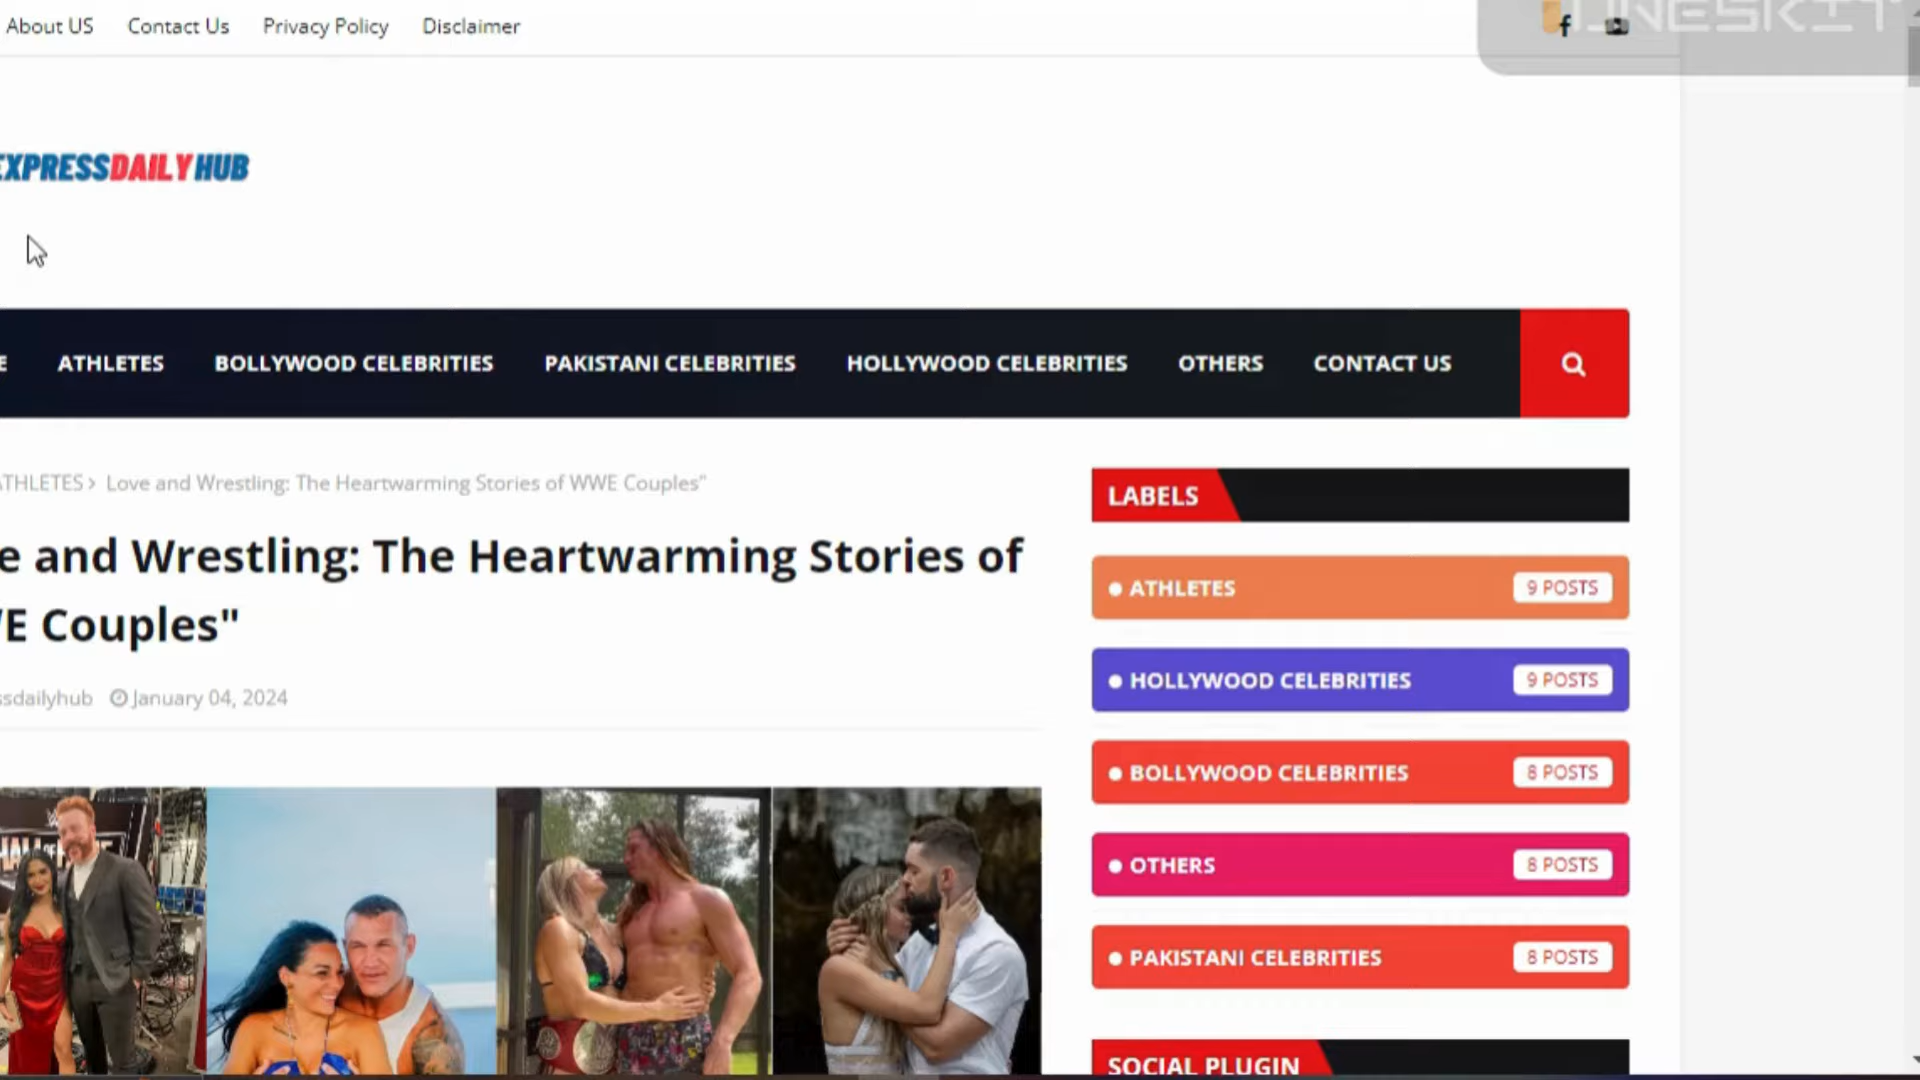 About US Contact Us Privacy Policy Disclaimer
EXPRESSDAILYHUB
E ATHLETES BOLLYWOOD CELEBRITIES PAKISTANI CELEBRITIES HOLLYWOOD CELEBRITIES OTHERS CONTACT US
ATHLETES › Love and Wrestling: The Heartwarming Stories of WWE Couples"
e and Wrestling: The Heartwarming Stories of
E Couples"
ssdailyhub January 04, 2024
LABELS
ATHLETES 9 POSTS
HOLLYWOOD CELEBRITIES 9 POSTS
BOLLYWOOD CELEBRITIES 8 POSTS
OTHERS 8 POSTS
PAKISTANI CELEBRITIES 8 POSTS
SOCIAL PLUGIN